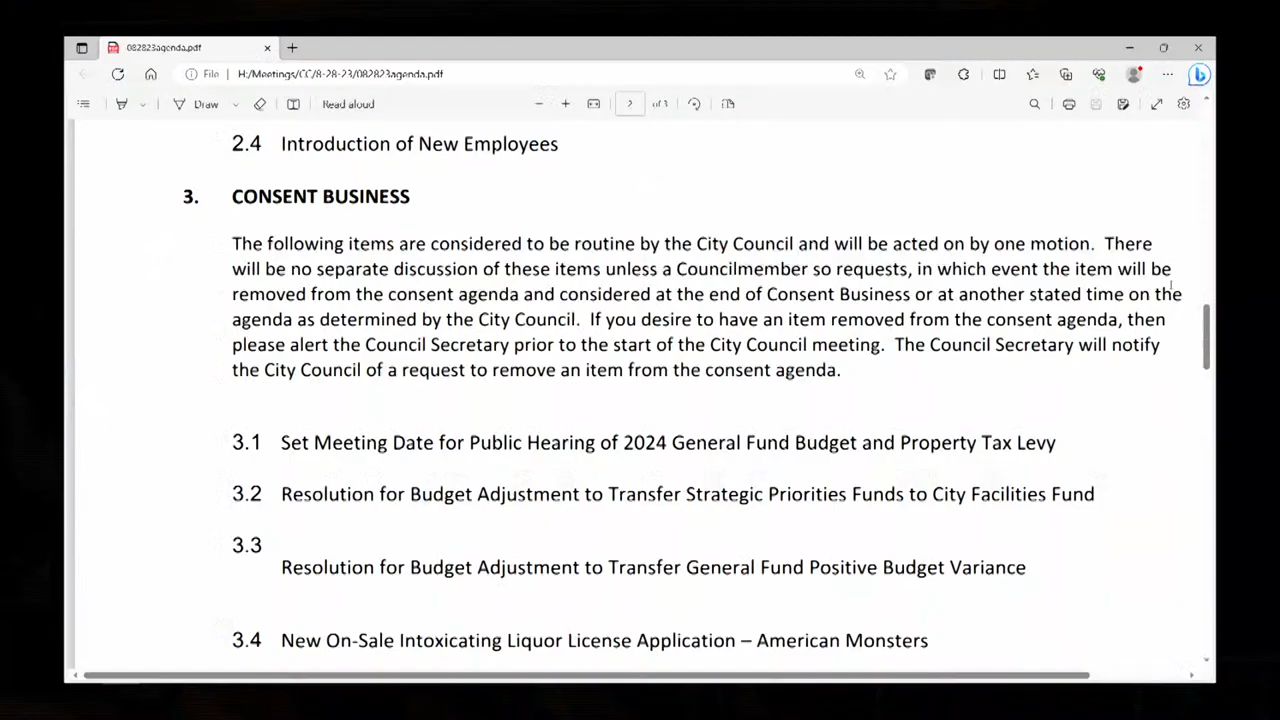 082823agenda.pdf
File H:/Meetings/CC/8-28-23/082823agenda.pdf
Draw Read aloud 2 of 3
2.4 Introduction of New Employees
3. CONSENT BUSINESS
The following items are considered to be routine by the City Council and will be acted on by one motion. There
will be no separate discussion of these items unless a Councilmember so requests, in which event the item will be
removed from the consent agenda and considered at the end of Consent Business or at another stated time on the
agenda as determined by the City Council. If you desire to have an item removed from the consent agenda, then
please alert the Council Secretary prior to the start of the City Council meeting. The Council Secretary will notify
the City Council of a request to remove an item from the consent agenda.
3.1 Set Meeting Date for Public Hearing of 2024 General Fund Budget and Property Tax Levy
3.2 Resolution for Budget Adjustment to Transfer Strategic Priorities Funds to City Facilities Fund
3.3
Resolution for Budget Adjustment to Transfer General Fund Positive Budget Variance
3.4 New On-Sale Intoxicating Liquor License Application – American Monsters